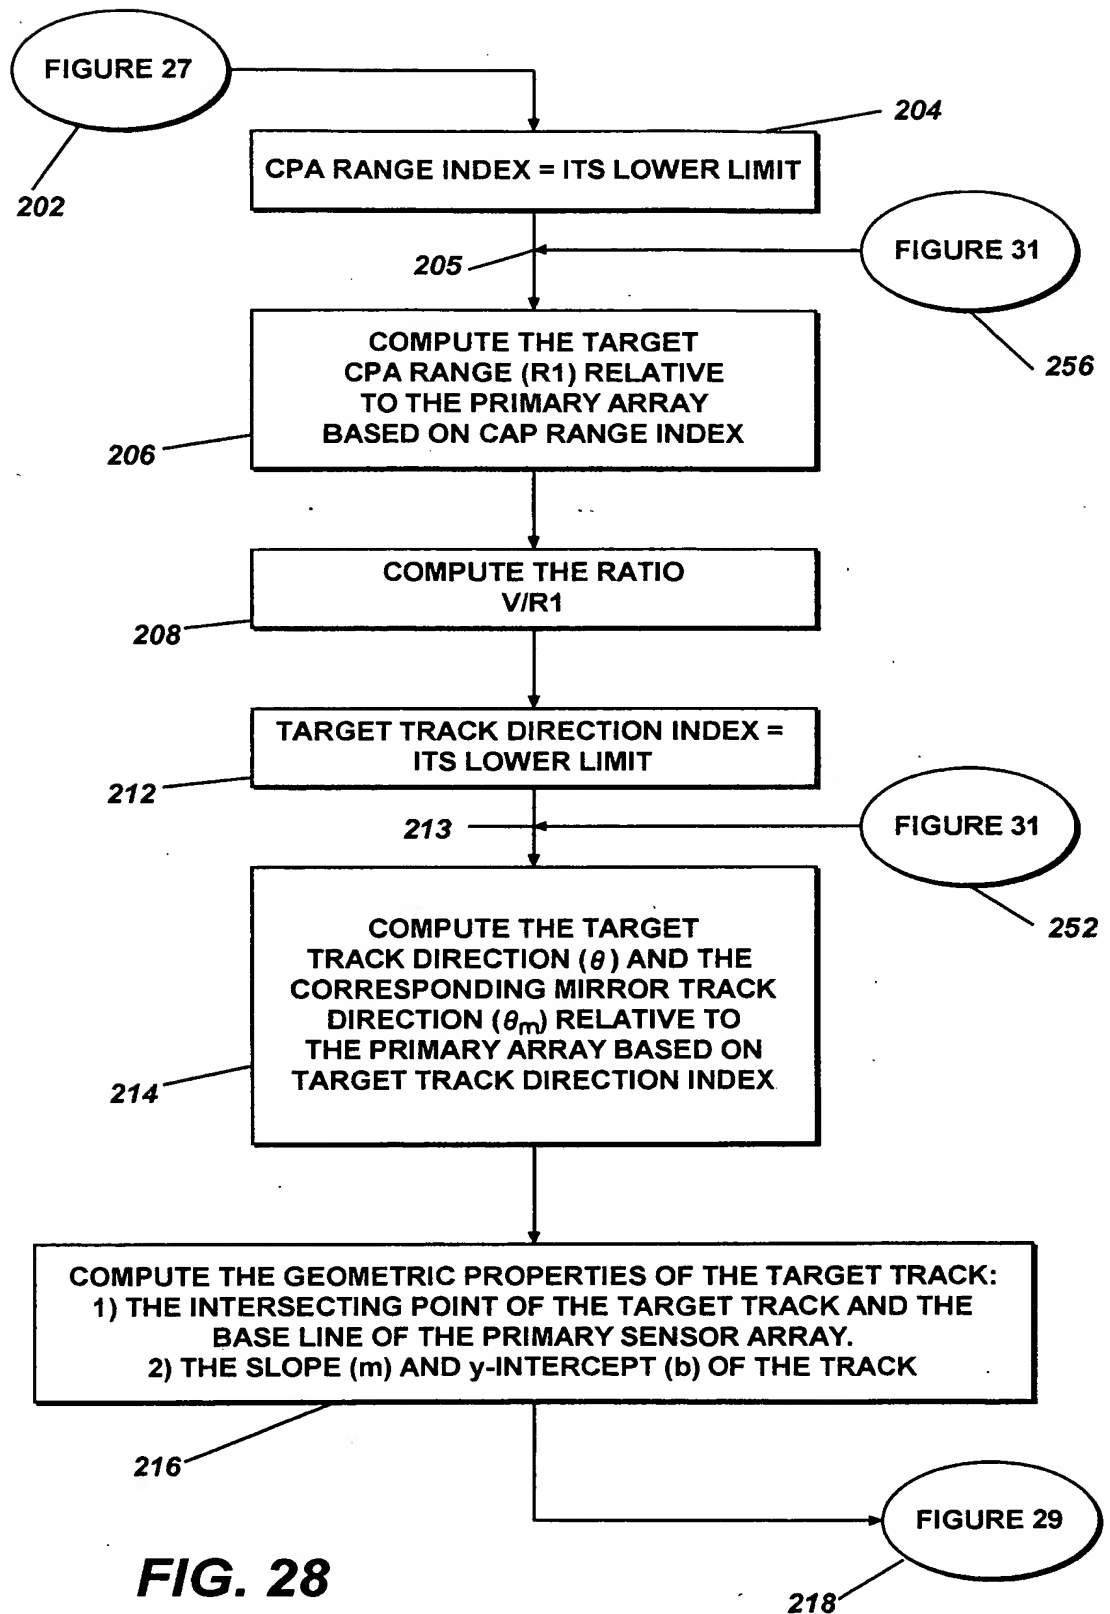 FIGURE 27
204
CPA RANGE INDEX = ITS LOWER LIMIT
202
205
FIGURE 31
256
COMPUTE THE TARGET
CPA RANGE (R1) RELATIVE
TO THE PRIMARY ARRAY
BASED ON CAP RANGE INDEX
206
COMPUTE THE RATIO
V/R1
208
TARGET TRACK DIRECTION INDEX =
ITS LOWER LIMIT
212
213
FIGURE 31
252
COMPUTE THE TARGET
TRACK DIRECTION (θ) AND THE
CORRESPONDING MIRROR TRACK
DIRECTION (θm) RELATIVE TO
THE PRIMARY ARRAY BASED ON
TARGET TRACK DIRECTION INDEX
214
COMPUTE THE GEOMETRIC PROPERTIES OF THE TARGET TRACK:
1) THE INTERSECTING POINT OF THE TARGET TRACK AND THE
BASE LINE OF THE PRIMARY SENSOR ARRAY.
2) THE SLOPE (m) AND y-INTERCEPT (b) OF THE TRACK
216
FIGURE 29
218
FIG. 28